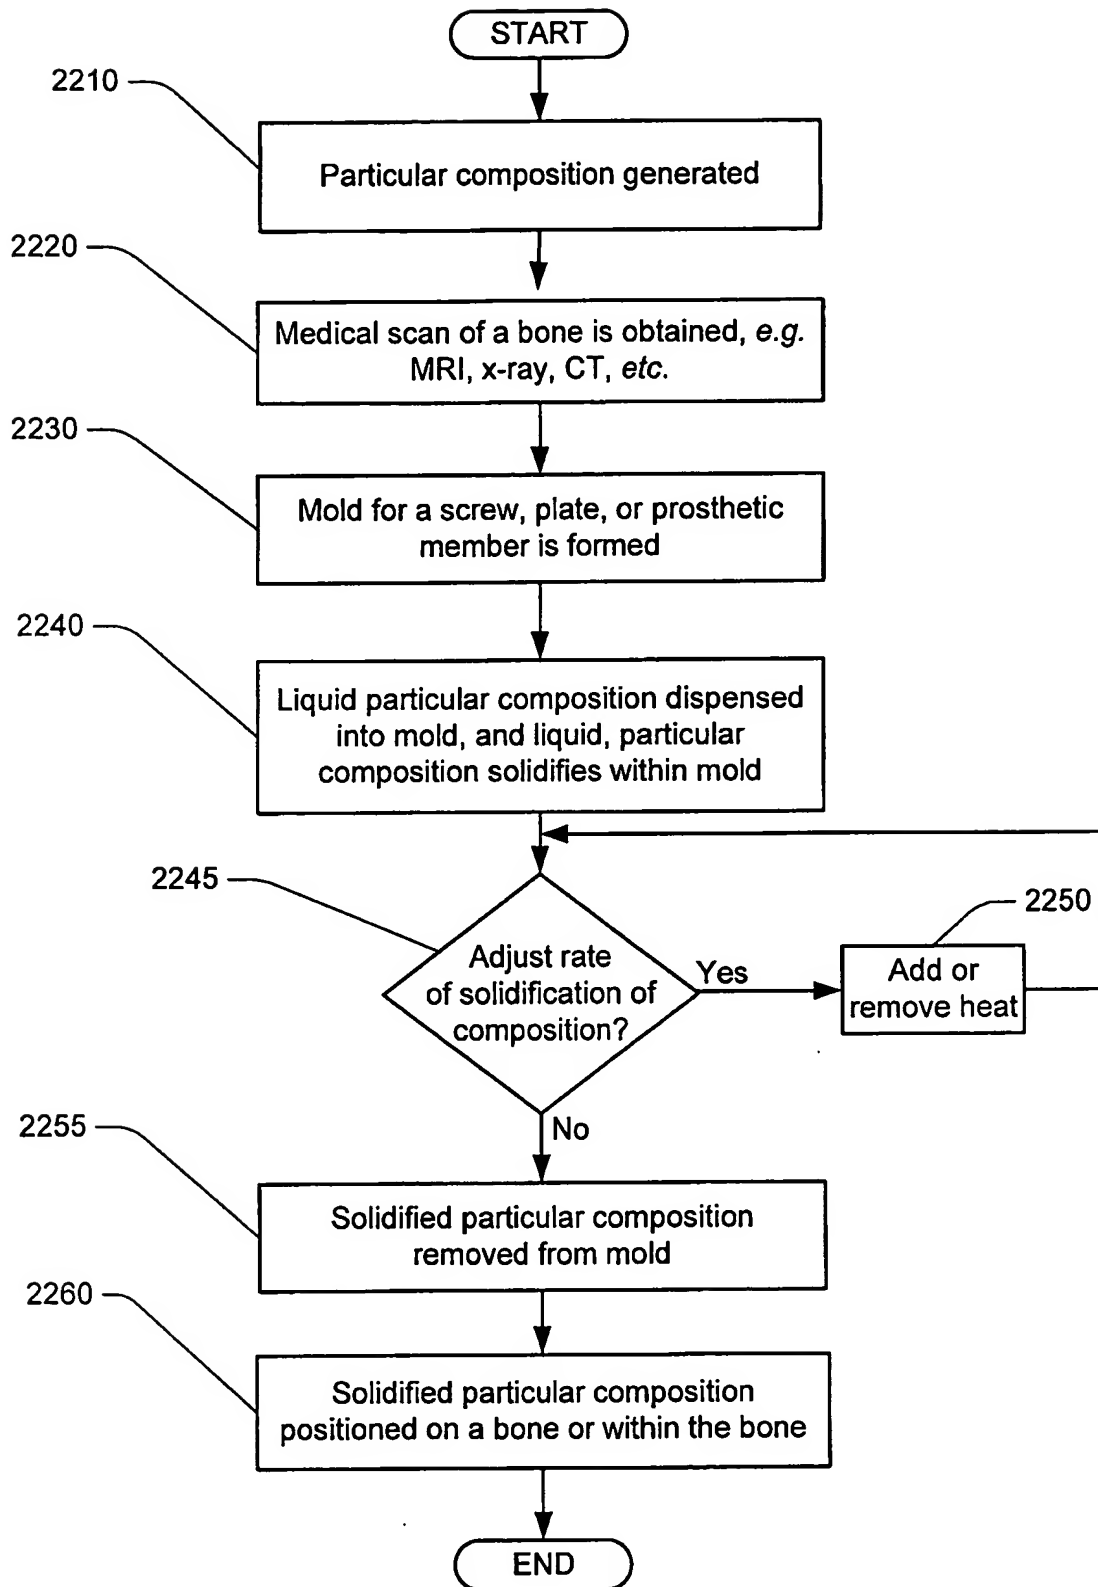 START
2210
Particular composition generated
2220
Medical scan of a bone is obtained, e.g.
MRI, x-ray, CT, etc.
2230
Mold for a screw, plate, or prosthetic
member is formed
2240
Liquid particular composition dispensed
into mold, and liquid, particular
composition solidifies within mold
2245
Adjust rate
of solidification of
composition?
Yes
2250
Add or
remove heat
No
2255
Solidified particular composition
removed from mold
2260
Solidified particular composition
positioned on a bone or within the bone
END